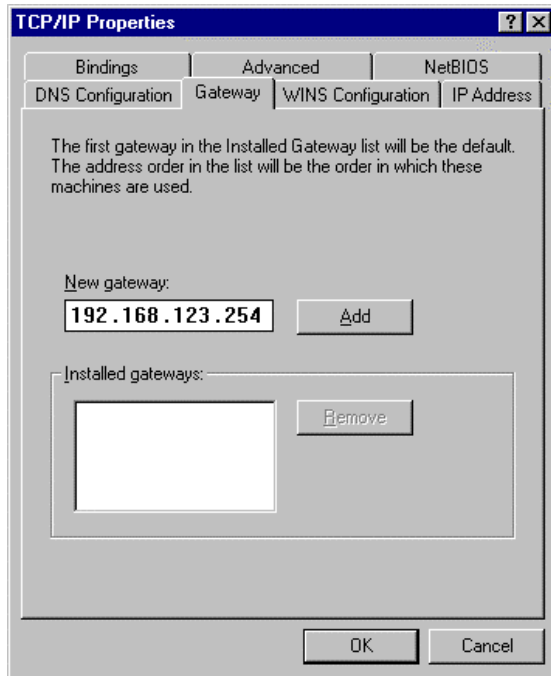 TCP/IP Properties
? ×
Bindings Advanced NetBIOS
DNS Configuration Gateway WINS Configuration IP Address
The first gateway in the Installed Gateway list will be the default.
The address order in the list will be the order in which these
machines are used.
New gateway:
192.168.123.254 Add
Installed gateways:
Remove
OK Cancel